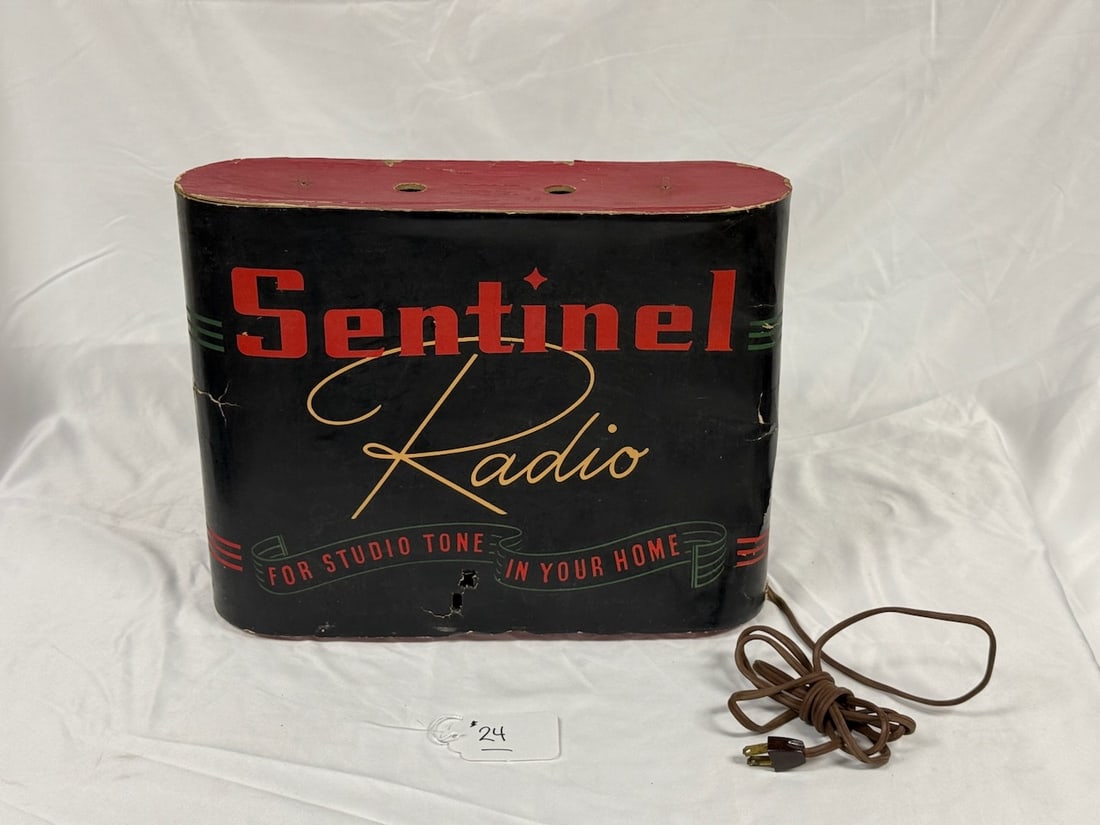 Sentinel
Radio
FOR STUDIO TONE IN YOUR HOME
#24